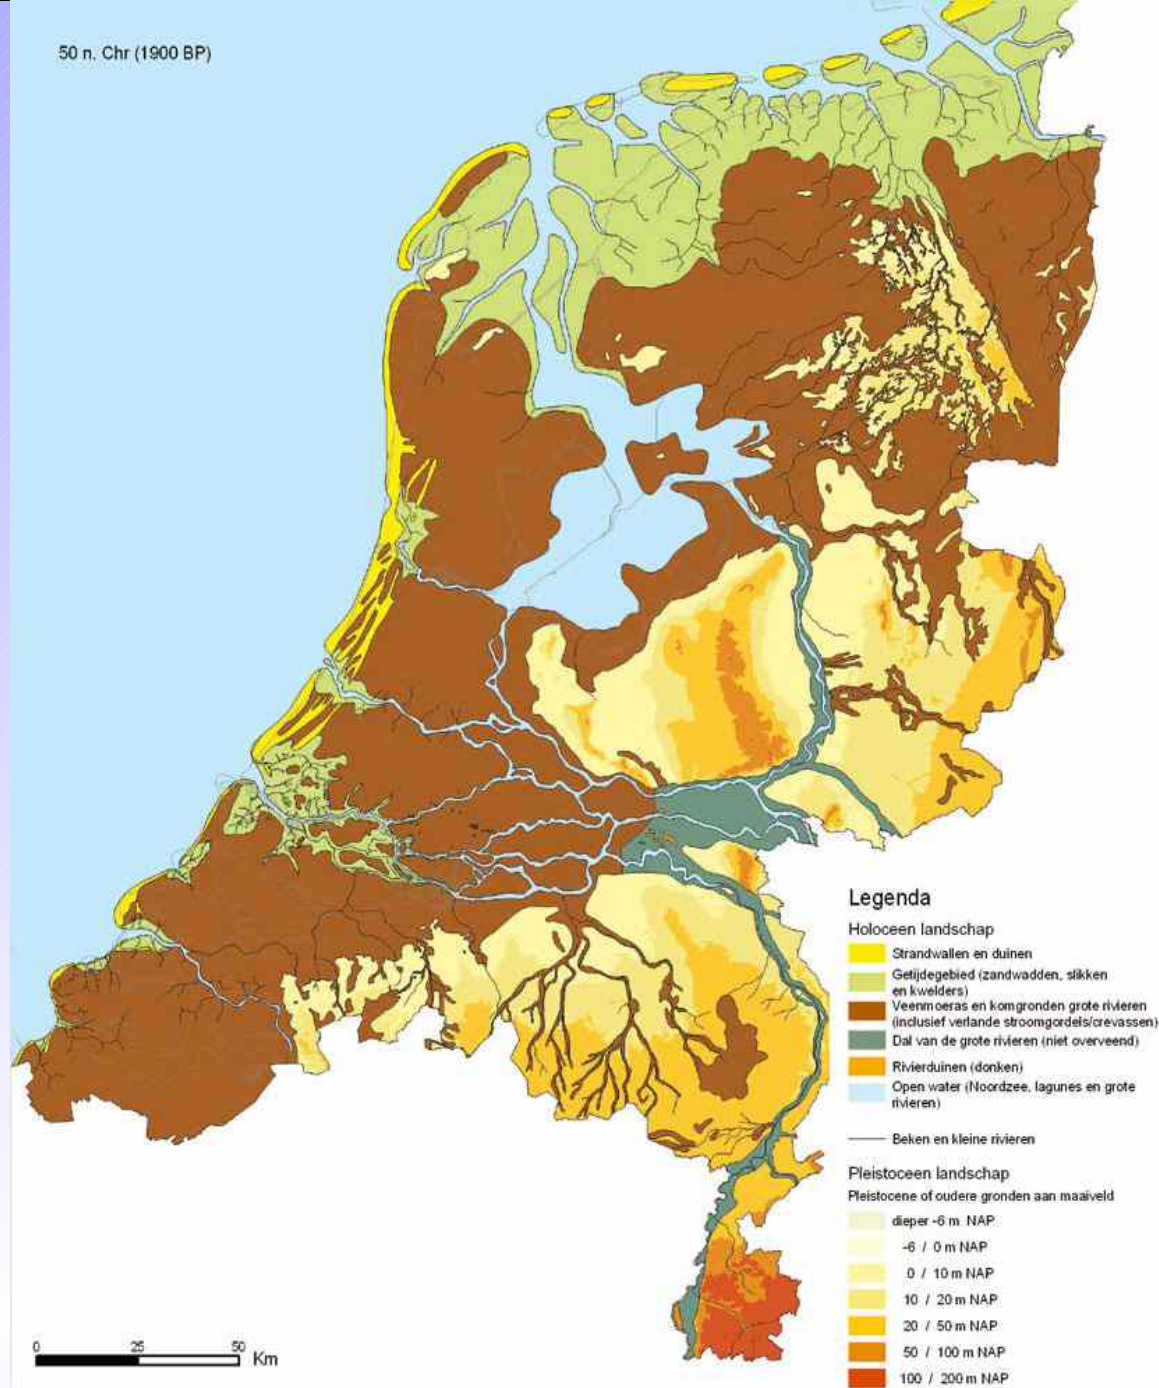 50 n. Chr (1900 BP)
Legenda
Holoceen landschap
Strandwallen en duinen
Getijdegebied (zandwadden, slikken
en kwelders)
Veenmoeras en komgronden grote rivieren
(inclusief verlande stroomgordels/crevassen)
Dal van de grote rivieren (niet overveend)
Rivierduinen (donken)
Open water (Noordzee, lagunes en grote
rivieren)
Beken en kleine rivieren
Pleistoceen landschap
Pleistocene of oudere gronden aan maaiveld
dieper -6 m. NAP
-6 / 0 m NAP
0 / 10 m NAP
10 / 20 m NAP
20 / 50 m NAP
50 / 100 m NAP
100 / 200 m NAP
0 25 50 Km